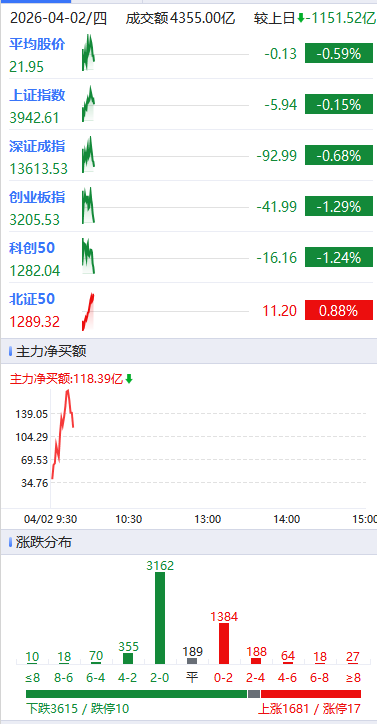 2026-04-02/四 成交额4355.00亿 较上日-1151.52亿
平均股价
21.95 -0.13 -0.59%
上证指数
3942.61 -5.94 -0.15%
深证成指
13613.53 -92.99 -0.68%
创业板指
3205.53 -41.99 -1.29%
科创50
1282.04 -16.16 -1.24%
北证50
1289.32 11.20 0.88%
主力净买额
主力净买额:118.39亿
139.05
104.29
69.53
34.76
04/02 9:30 10:30 13:00 14:00 15:00
涨跌分布
3162
1384
355
189 188
10 18 70 64 18 27
≤8 8-6 6-4 4-2 2-0 平 0-2 2-4 4-6 6-8 ≥8
下跌3615 / 跌停10 上涨1681 / 涨停17